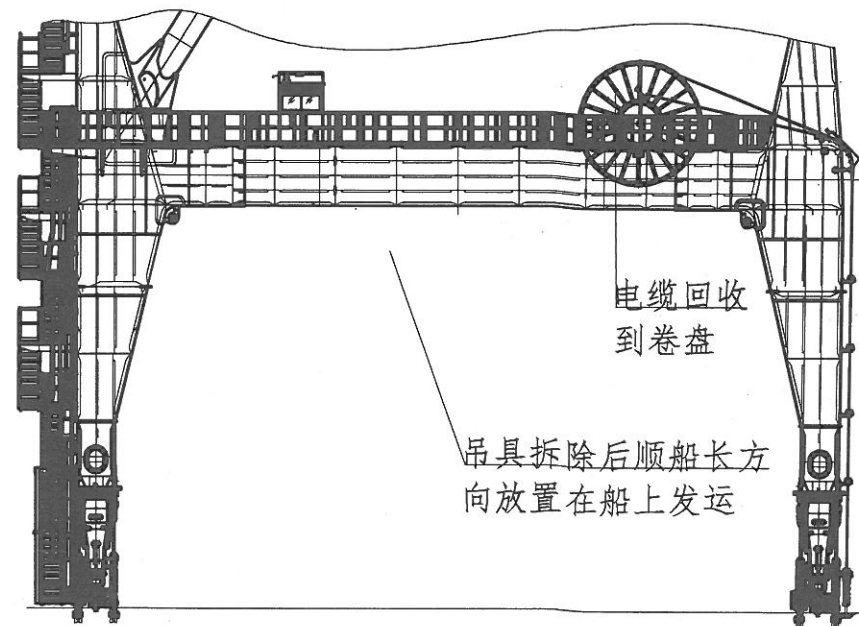 电缆回收
到卷盘
吊具拆除后顺船长方
向放置在船上发运